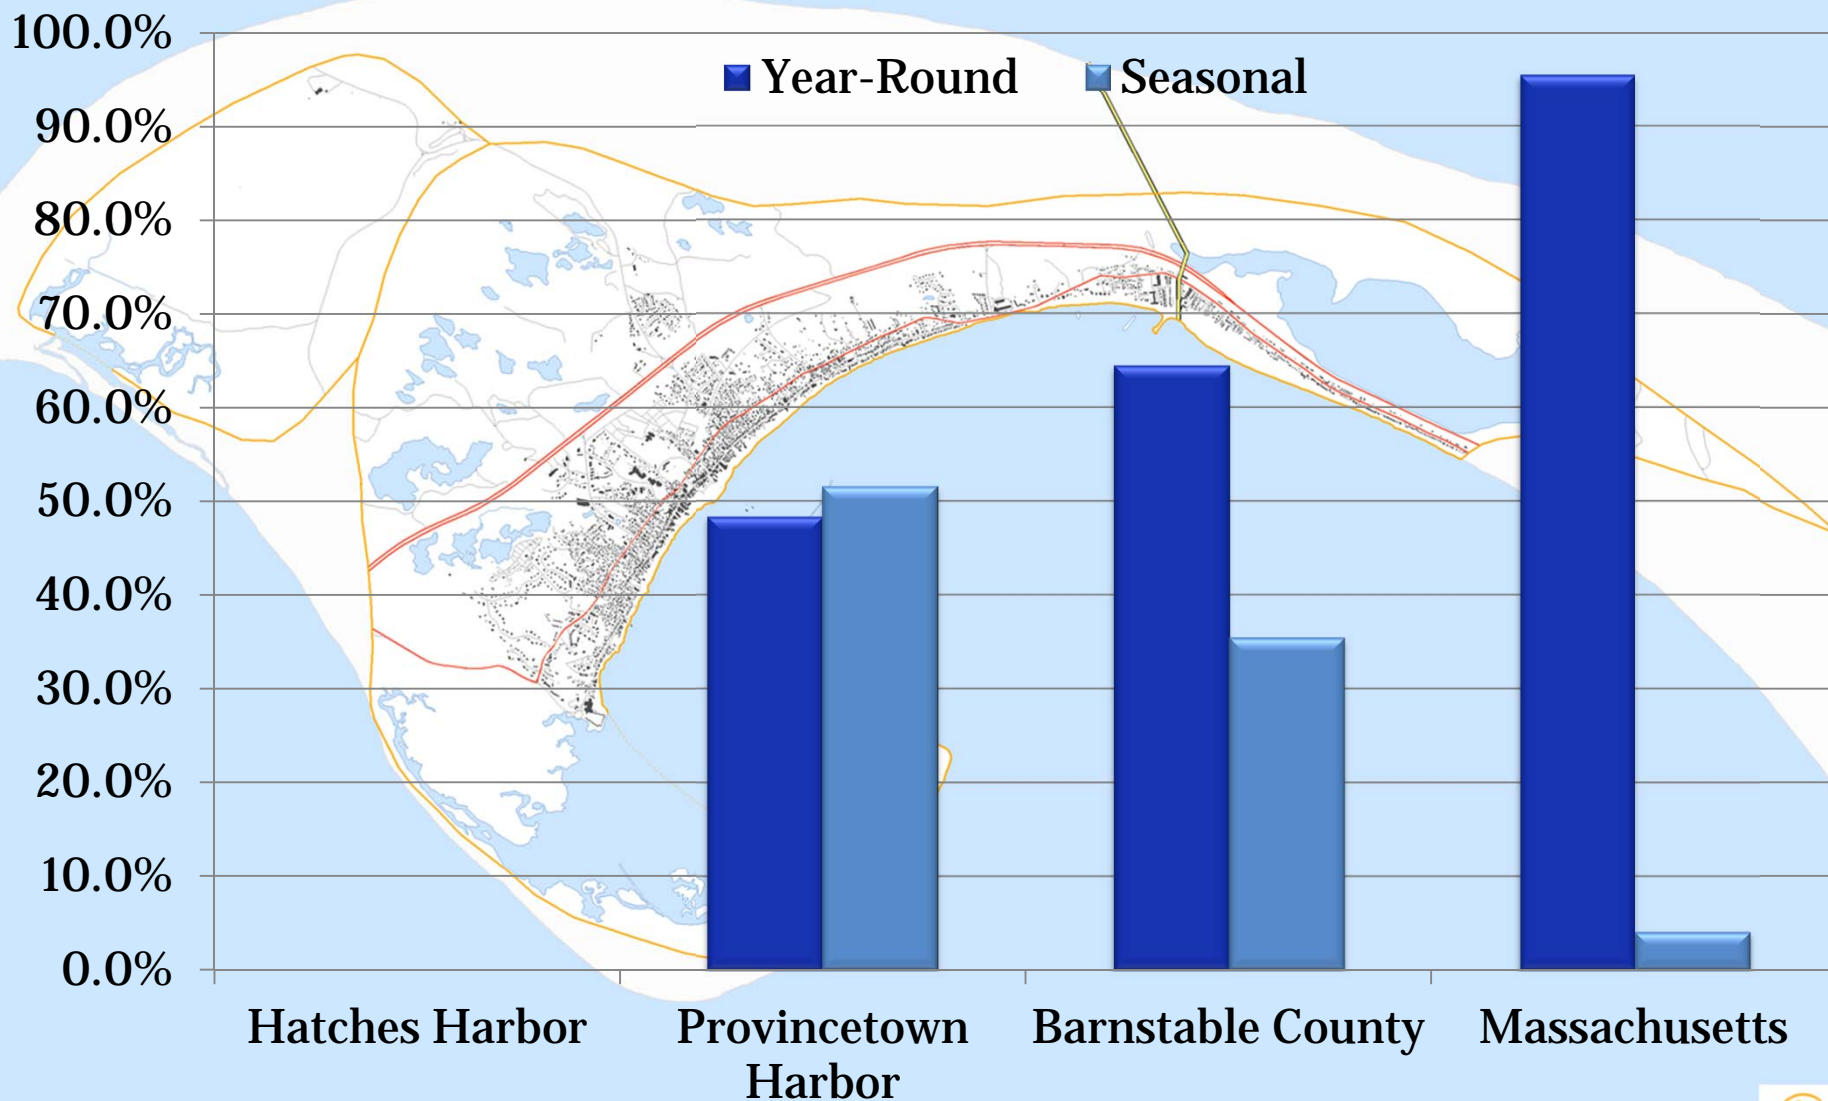 100.0%
Year-Round
Seasonal
90.0%
80.0%
70.0%
60.0%
50.0%
40.0%
30.0%
20.0%
10.0%
0.0%
Hatches Harbor
Provincetown
Harbor
Barnstable County
Massachusetts